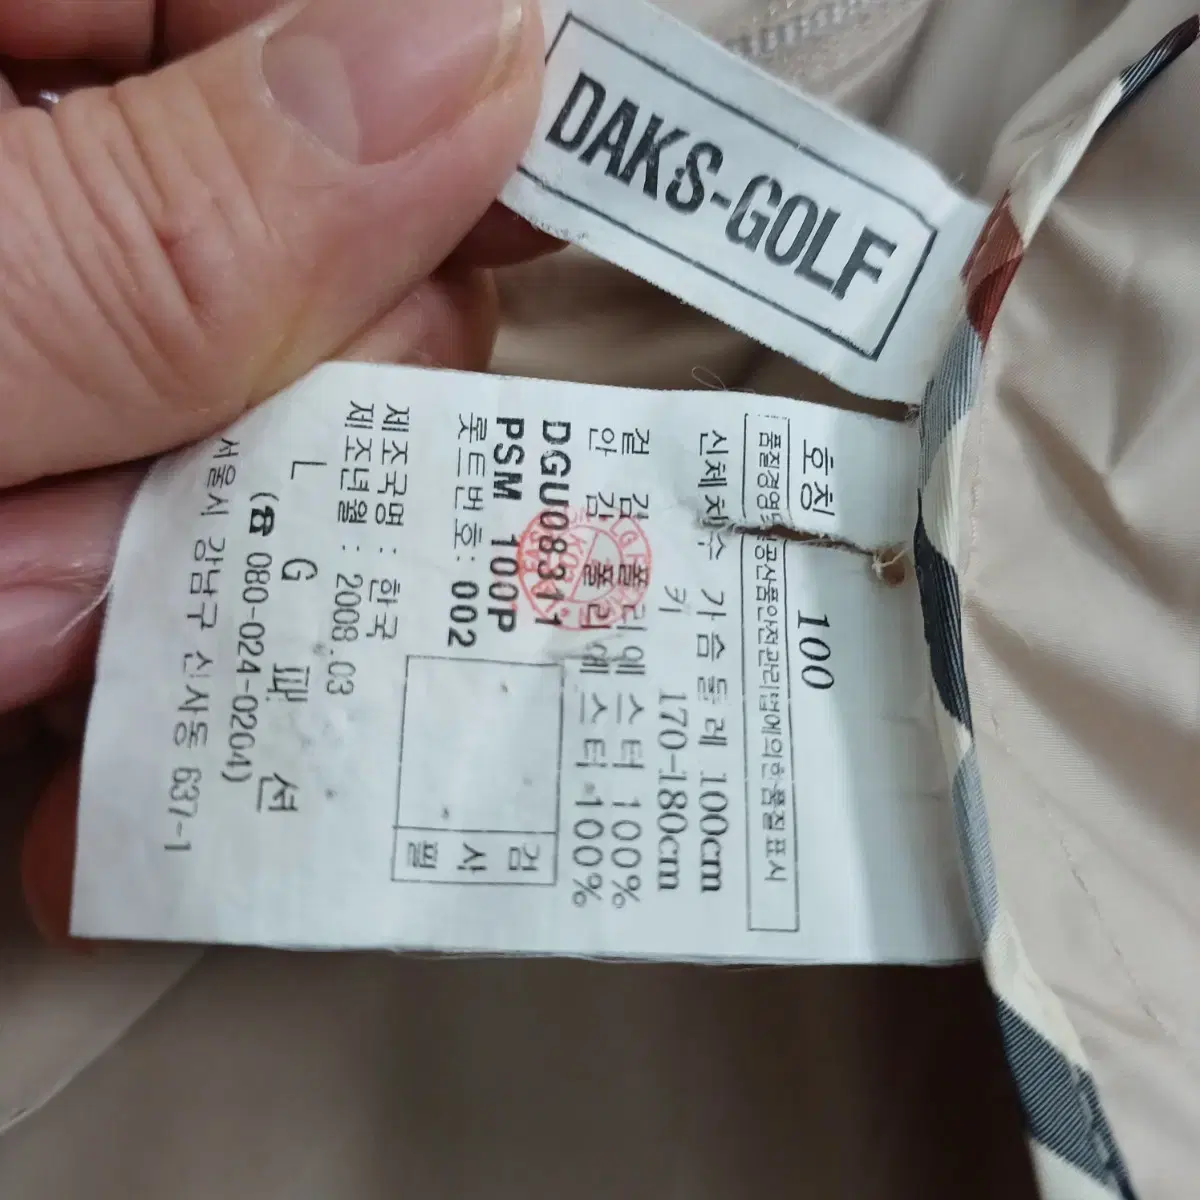 DAKS-GOLF
호칭 100
품질경영및공산품안전관리법에의한품질표시
신체치수 가슴둘레 100cm
키 170-180cm
겉감 폴리에스터 100%
안감 폴리에스터 100%
DGU08311
PSM 100P
롯트번호: 002
검사필
제조국명 : 한국
제조년월 : 2008.03
LG패션
(☎ 080-024-0204)
서울시 강남구 신사동 637-1